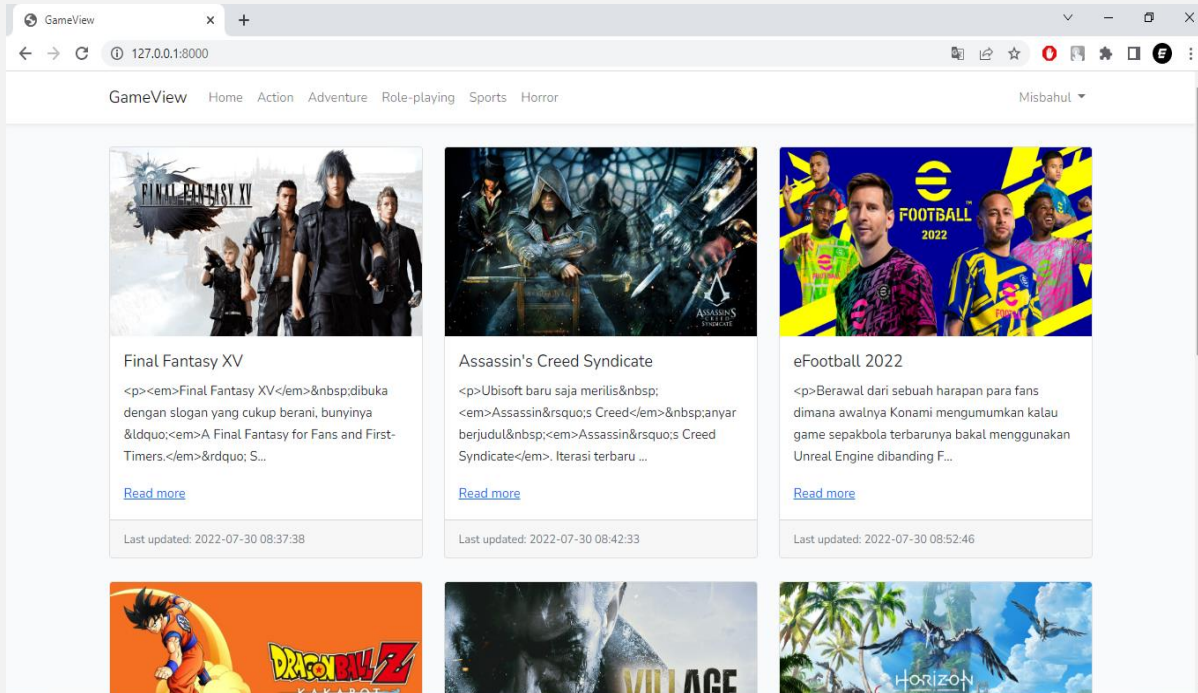 GameView
127.0.0.1:8000
GameView Home Action Adventure Role-playing Sports Horror Misbahul
FINAL FANTASY XV
ASSASSIN'S
CREED
SYNDICATE
FOOTBALL
2022
Final Fantasy XV
<p><em>Final Fantasy XV</em>&nbsp;dibuka
dengan slogan yang cukup berani, bunyinya
&ldquo;<em>A Final Fantasy for Fans and First-
Timers.</em>&rdquo; S...
Read more
Last updated: 2022-07-30 08:37:38
Assassin's Creed Syndicate
<p>Ubisoft baru saja merilis&nbsp;
<em>Assassin&rsquo;s Creed</em>&nbsp;anyar
berjudul&nbsp;<em>Assassin&rsquo;s Creed
Syndicate</em>. Iterasi terbaru ...
Read more
Last updated: 2022-07-30 08:42:33
eFootball 2022
<p>Berawal dari sebuah harapan para fans
dimana awalnya Konami mengumumkan kalau
game sepakbola terbarunya bakal menggunakan
Unreal Engine dibanding F...
Read more
Last updated: 2022-07-30 08:52:46
DRAGON BALL Z
KAKAROT
VILLAGE
HORIZON